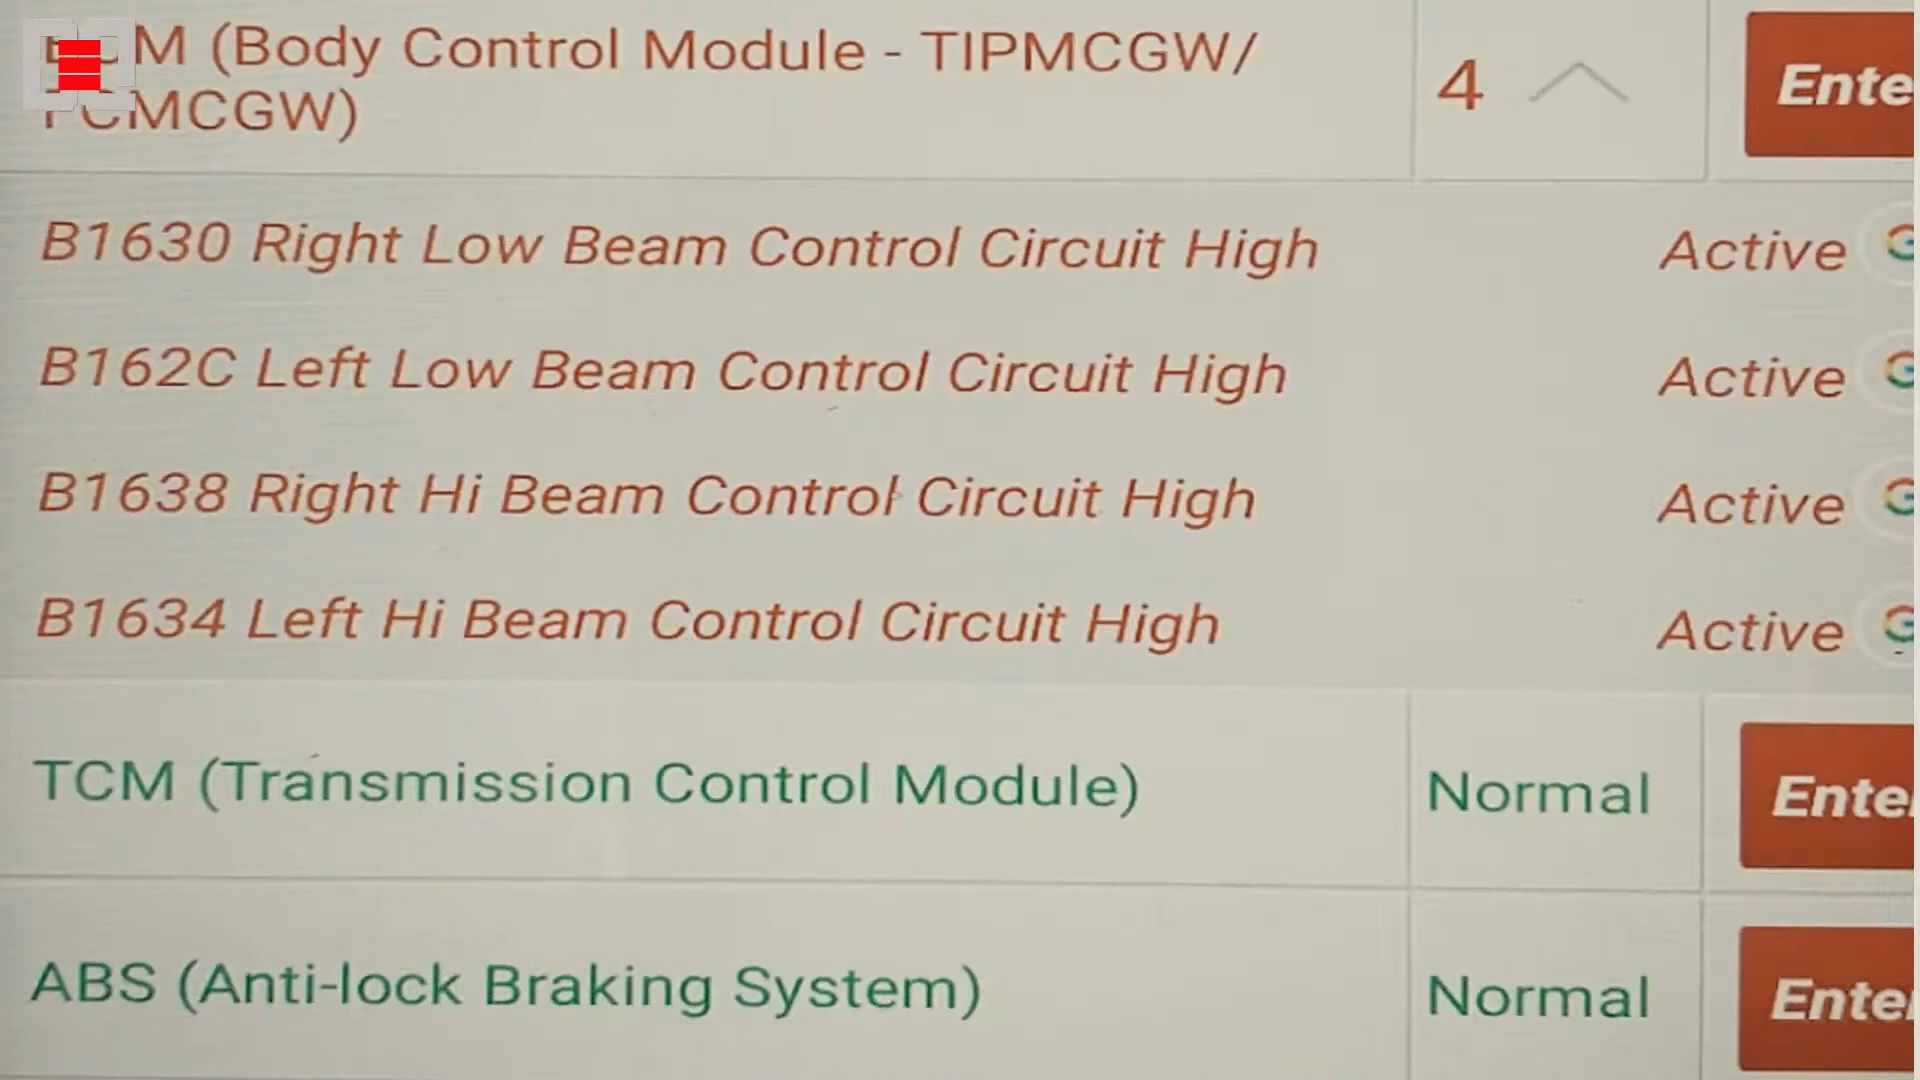 M (Body Control Module - TIPMCGW/
4
Ente
CMCGW)
B1630 Right Low Beam Control Circuit High
Active
B162C Left Low Beam Control Circuit High
Active
B1638 Right Hi Beam Control Circuit High
Active
B1634 Left Hi Beam Control Circuit High
Active
TCM (Transmission Control Module)
Normal
Enter
ABS (Anti-lock Braking System)
Normal
Enter